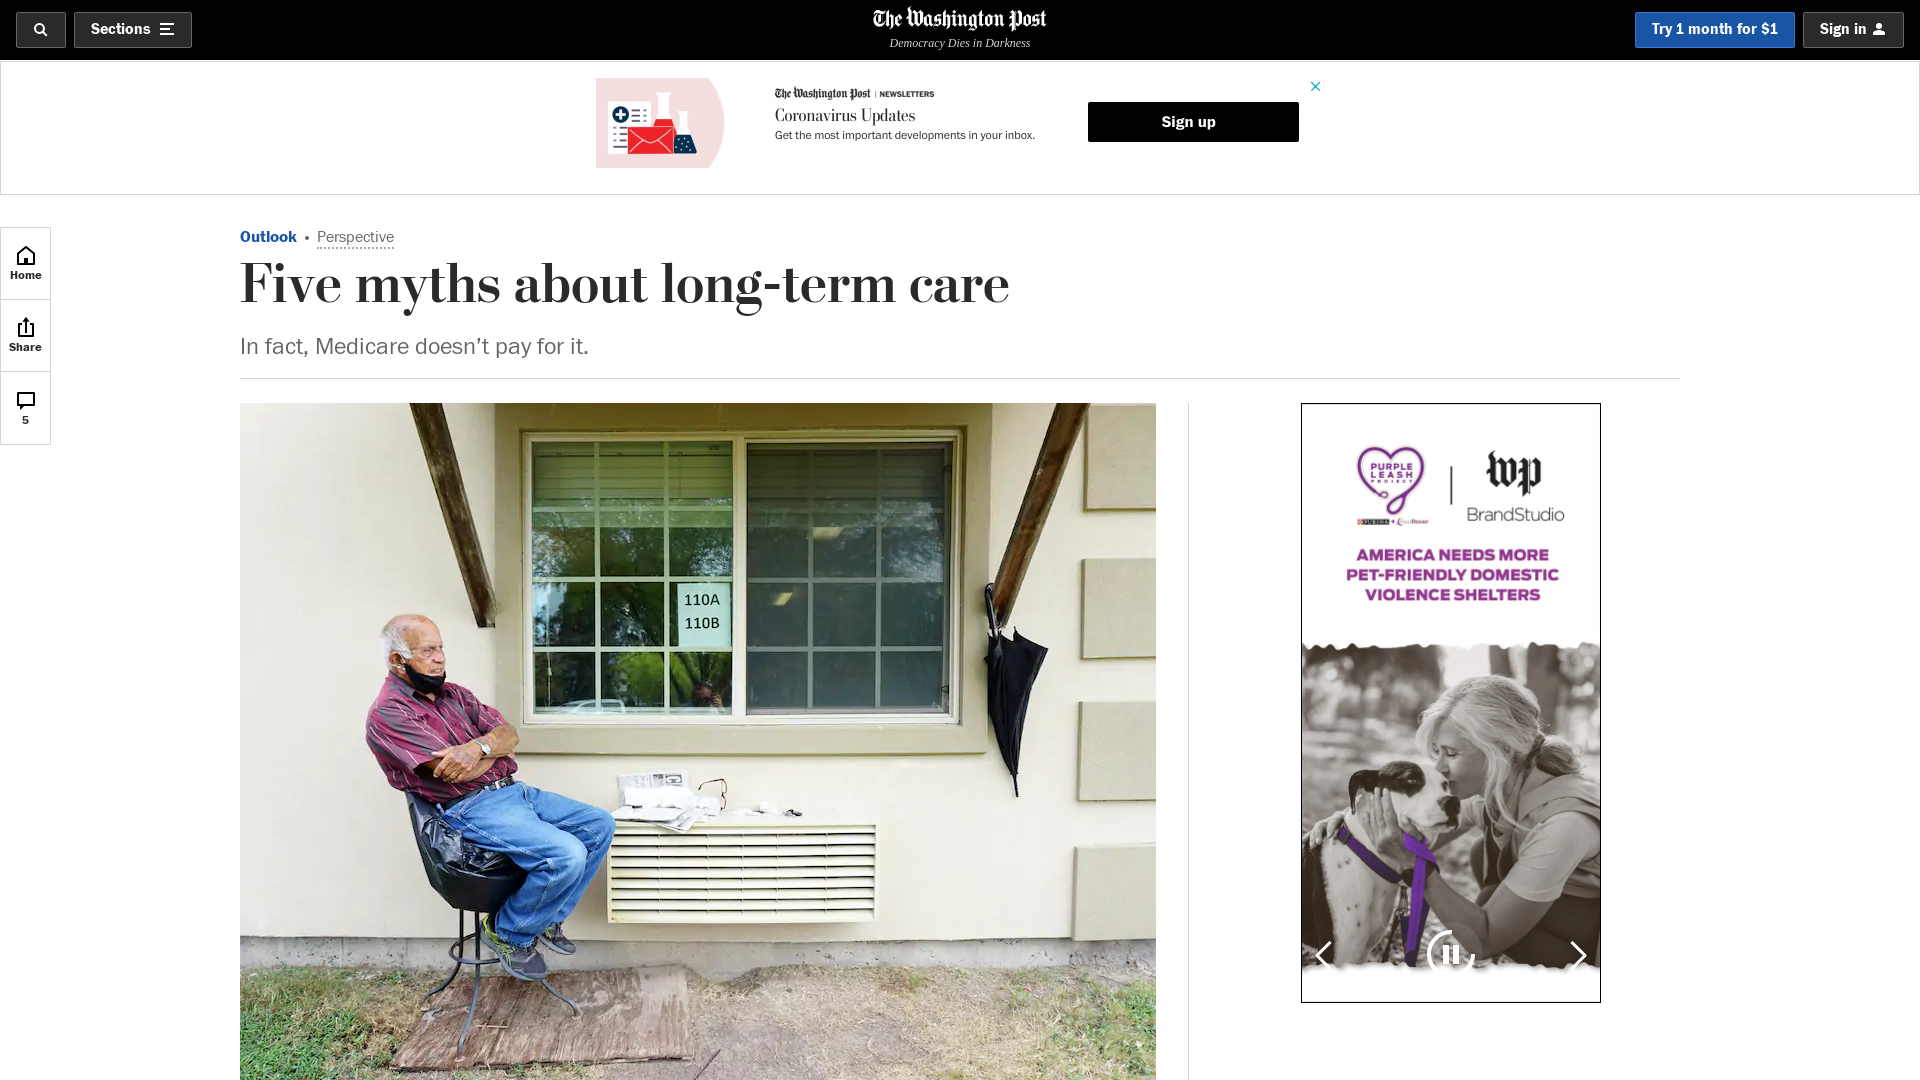 Sections
The Washington Post
Democracy Dies in Darkness
Try 1 month for $1
Sign in
The Washington Post | NEWSLETTERS
Coronavirus Updates
Get the most important developments in your inbox.
Sign up
Home
Share
5
Outlook • Perspective
Five myths about long-term care
In fact, Medicare doesn’t pay for it.
110A
110B
PURPLE
LEASH
PROJECT
PURINA
wp
BrandStudio
AMERICA NEEDS MORE
PET-FRIENDLY DOMESTIC
VIOLENCE SHELTERS